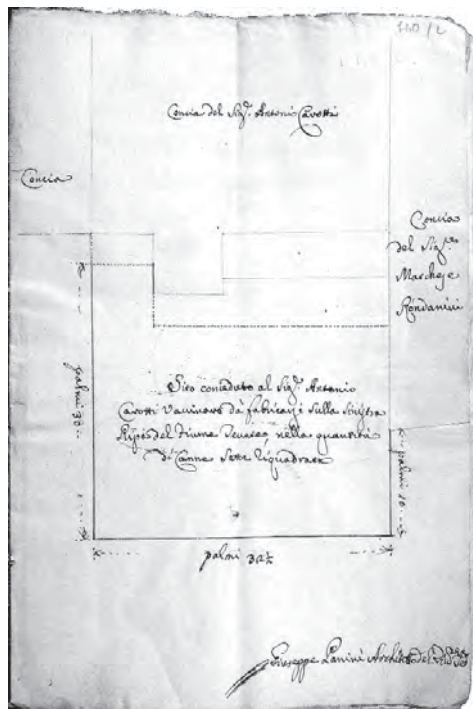 140/2
Concia del Sig.r Antonio Cavotti
Concia
Concia
del Sig.re
Marchese
Rondanini
palmi 30
Sito conceduto al Sig.r Antonio
Cavotti Vaccinaro da fabricarsi sulla sinistra
Ripa del Fiume Tevere, nella quantità
di Canne Sette riquadrate
palmi 10
palmi 32½
Giuseppe Panini Architetto del